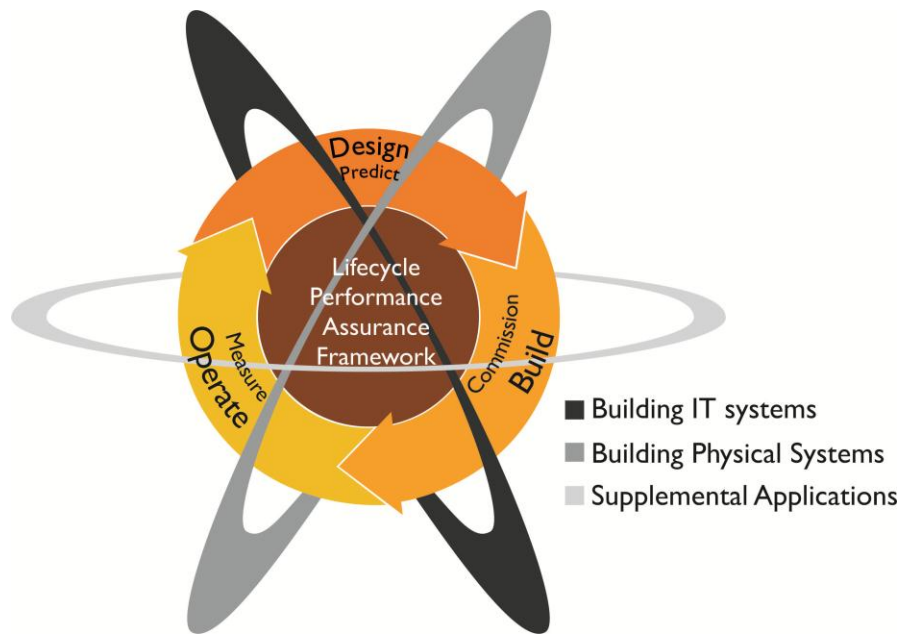 Design
Predict
Lifecycle
Performance
Assurance
Framework
Commission
Build
Measure
Operate
Building IT systems
Building Physical Systems
Supplemental Applications